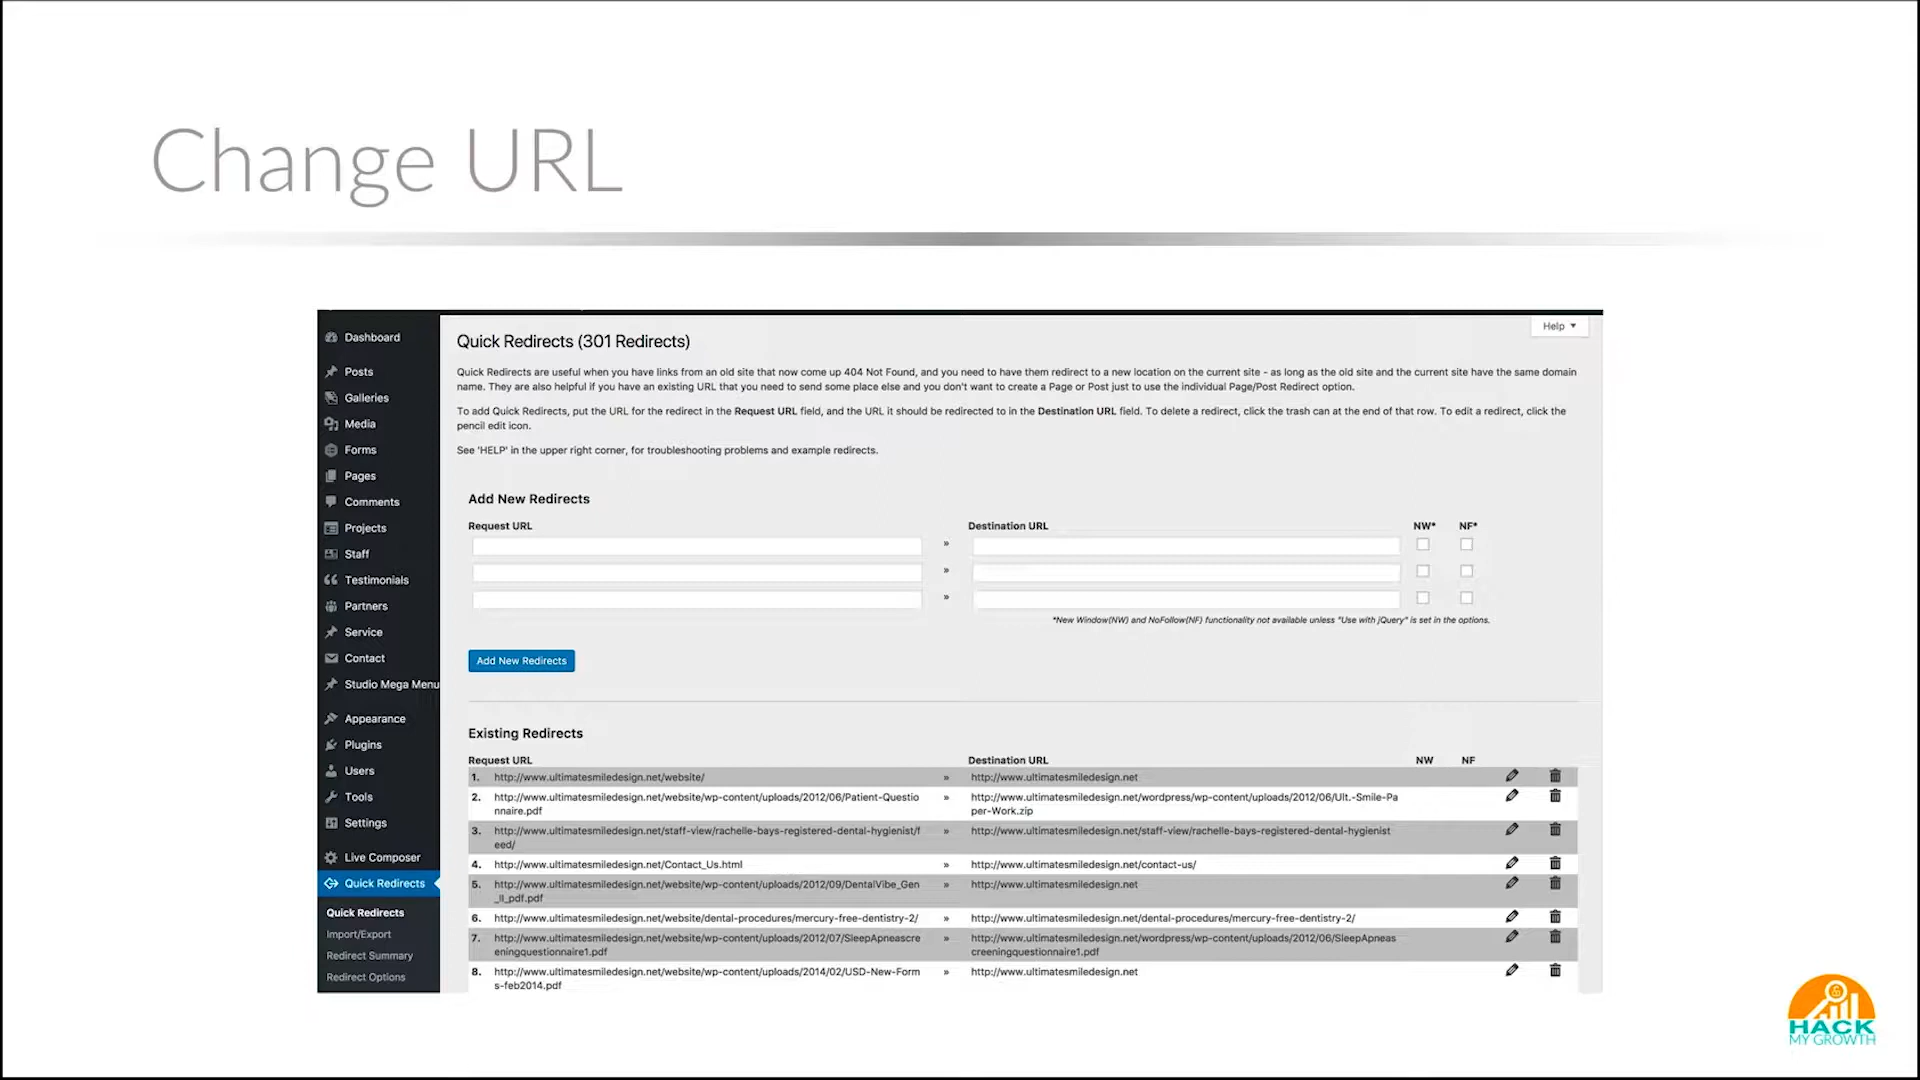 Change URL
Dashboard
Posts
Galleries
Media
Forms
Pages
Comments
Projects
Staff
Testimonials
Partners
Service
Contact
Studio Mega Menu
Appearance
Plugins
Users
Tools
Settings
Live Composer
Quick Redirects
Quick Redirects
Import/Export
Redirect Summary
Redirect Options
Help ▼
Quick Redirects (301 Redirects)
Quick Redirects are useful when you have links from an old site that now come up 404 Not Found, and you need to have them redirect to a new location on the current site - as long as the old site and the current site have the same domain
name. They are also helpful if you have an existing URL that you need to send some place else and you don't want to create a Page or Post just to use the individual Page/Post Redirect option.
To add Quick Redirects, put the URL for the redirect in the Request URL field, and the URL it should be redirected to in the Destination URL field. To delete a redirect, click the trash can at the end of that row. To edit a redirect, click the
pencil edit icon.
See 'HELP' in the upper right corner, for troubleshooting problems and example redirects.
Add New Redirects
Request URL Destination URL NW* NF*
»
»
»
*New Window(NW) and NoFollow(NF) functionality not available unless "Use with jQuery" is set in the options.
Add New Redirects
Existing Redirects
Request URL Destination URL NW NF
1. http://www.ultimatesmiledesign.net/website/ » http://www.ultimatesmiledesign.net
2. http://www.ultimatesmiledesign.net/website/wp-content/uploads/2012/06/Patient-Questio » http://www.ultimatesmiledesign.net/wordpress/wp-content/uploads/2012/06/Ult.-Smile-Pa
nnaire.pdf per-Work.zip
3. http://www.ultimatesmiledesign.net/staff-view/rachelle-bays-registered-dental-hygienist/f » http://www.ultimatesmiledesign.net/staff-view/rachelle-bays-registered-dental-hygienist
eed/
4. http://www.ultimatesmiledesign.net/Contact_Us.html » http://www.ultimatesmiledesign.net/contact-us/
5. http://www.ultimatesmiledesign.net/website/wp-content/uploads/2012/09/DentalVibe_Gen » http://www.ultimatesmiledesign.net
_II_pdf.pdf
6. http://www.ultimatesmiledesign.net/website/dental-procedures/mercury-free-dentistry-2/ » http://www.ultimatesmiledesign.net/dental-procedures/mercury-free-dentistry-2/
7. http://www.ultimatesmiledesign.net/website/wp-content/uploads/2012/07/SleepApneascre » http://www.ultimatesmiledesign.net/wordpress/wp-content/uploads/2012/06/SleepApneas
eningquestionnaire1.pdf creeningquestionnaire1.pdf
8. http://www.ultimatesmiledesign.net/website/wp-content/uploads/2014/02/USD-New-Form » http://www.ultimatesmiledesign.net
s-feb2014.pdf
HACK
MY GROWTH